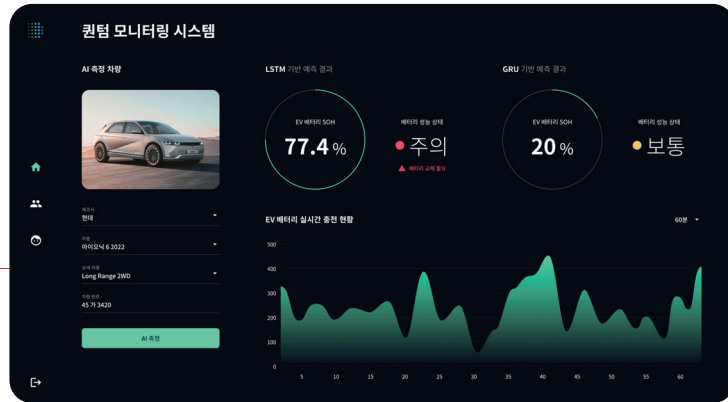 퀀텀 모니터링 시스템
AI 측정 차량
제조사
현대
차종
아이오닉 6 2022
상세 차종
Long Range 2WD
차량 번호
45 가 3420
AI 측정
LSTM 기반 예측 결과
EV 배터리 SOH
77.4 %
배터리 성능 상태
주의
배터리 교체 필요
GRU 기반 예측 결과
EV 배터리 SOH
20 %
배터리 성능 상태
보통
EV 배터리 실시간 충전 현황
60분
500
400
300
200
100
0
5 10 15 20 25 30 35 40 45 50 55 60